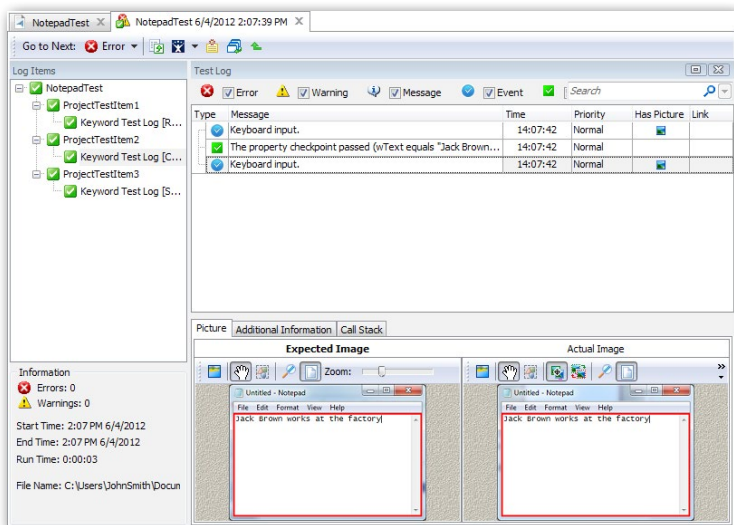 NotepadTest
NotepadTest 6/4/2012 2:07:39 PM
Go to Next: Error
Log Items
NotepadTest
ProjectTestItem1
Keyword Test Log [R...
ProjectTestItem2
Keyword Test Log [C...
ProjectTestItem3
Keyword Test Log [S...
Information
Errors: 0
Warnings: 0
Start Time: 2:07 PM 6/4/2012
End Time: 2:07 PM 6/4/2012
Run Time: 0:00:03
File Name: C:\Users\JohnSmith\Docun
Test Log
Error Warning Message Event Search
Type Message Time Priority Has Picture Link
Keyboard input. 14:07:42 Normal
The property checkpoint passed (wText equals "Jack Brown... 14:07:42 Normal
Keyboard input. 14:07:42 Normal
Picture Additional Information Call Stack
Expected Image
Zoom:
Untitled - Notepad
File Edit Format View Help
Jack Brown works at the factory
Actual Image
Untitled - Notepad
File Edit Format View Help
Jack Brown works at the factory